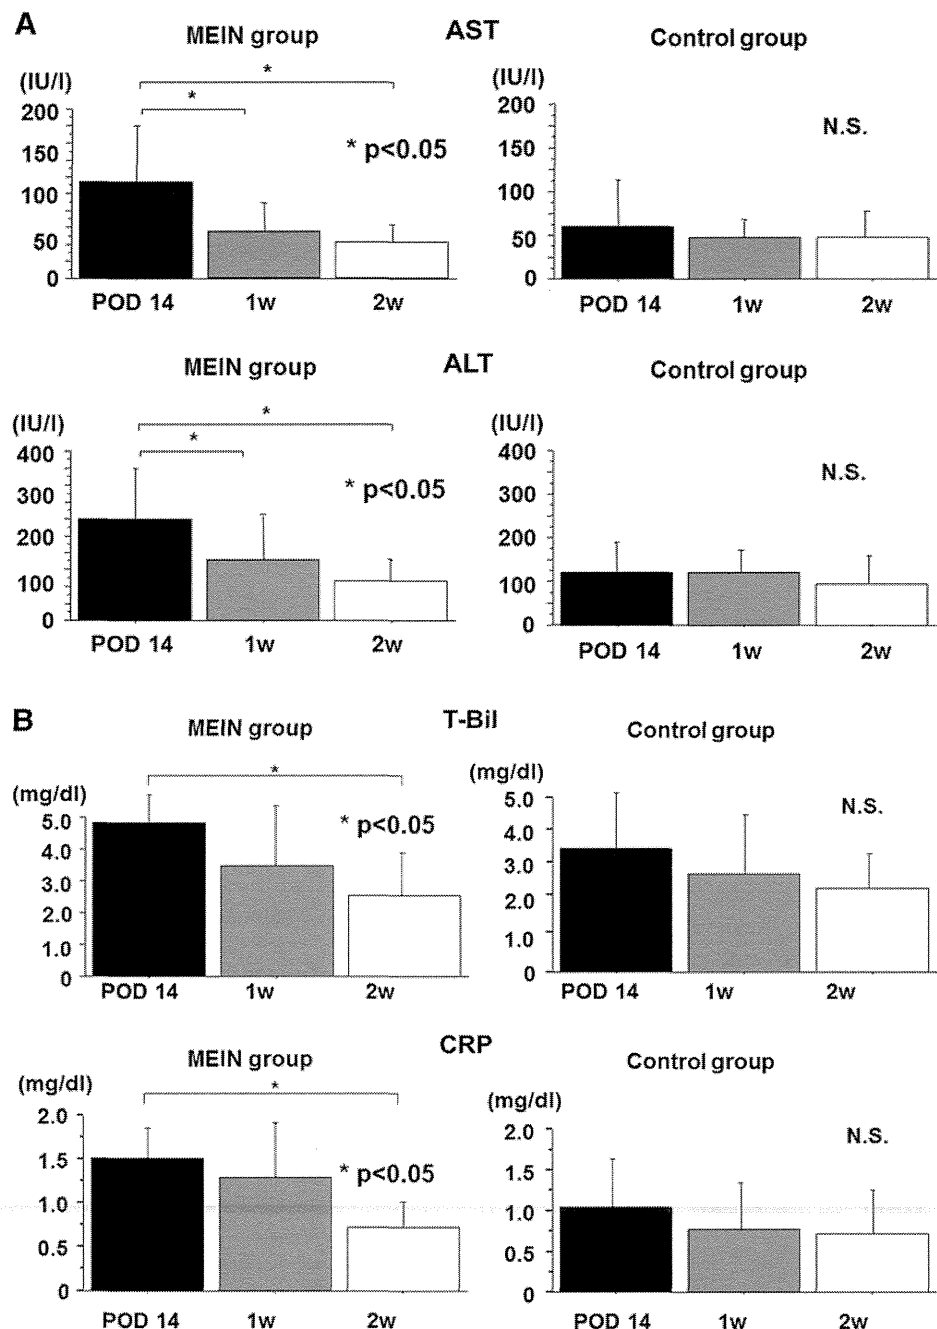 A
MEIN group
AST
Control group
(IU/l)
*
*
* p<0.05
200
150
100
50
0
POD 14 1w 2w
(IU/l)
N.S.
200
150
100
50
0
POD 14 1w 2w
MEIN group
ALT
Control group
(IU/l)
*
*
* p<0.05
400
300
200
100
0
POD 14 1w 2w
(IU/l)
N.S.
400
300
200
100
0
POD 14 1w 2w
B
MEIN group
T-Bil
Control group
(mg/dl)
*
* p<0.05
5.0
4.0
3.0
2.0
1.0
0
POD 14 1w 2w
(mg/dl)
N.S.
5.0
4.0
3.0
2.0
1.0
0
POD 14 1w 2w
MEIN group
CRP
Control group
(mg/dl)
*
* p<0.05
2.0
1.5
1.0
0.5
0
POD 14 1w 2w
(mg/dl)
N.S.
2.0
1.5
1.0
0.5
0
POD 14 1w 2w